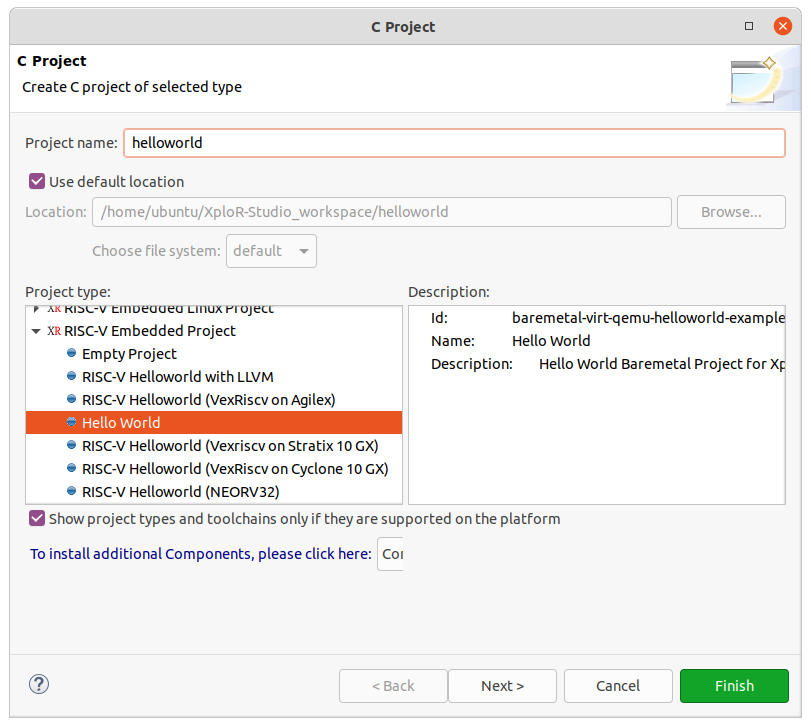 C Project
C Project
Create C project of selected type
Project name: helloworld
Use default location
Location: /home/ubuntu/XploR-Studio_workspace/helloworld Browse...
Choose file system: default
Project type:
XR RISC-V Embedded Linux Project
XR RISC-V Embedded Project
Empty Project
RISC-V Helloworld with LLVM
RISC-V Helloworld (VexRiscv on Agilex)
Hello World
RISC-V Helloworld (Vexriscv on Stratix 10 GX)
RISC-V Helloworld (VexRiscv on Cyclone 10 GX)
RISC-V Helloworld (NEORV32)
Description:
Id: baremetal-virt-qemu-helloworld-example
Name: Hello World
Description: Hello World Baremetal Project for Xp
Show project types and toolchains only if they are supported on the platform
To install additional Components, please click here: Co
? < Back Next > Cancel Finish